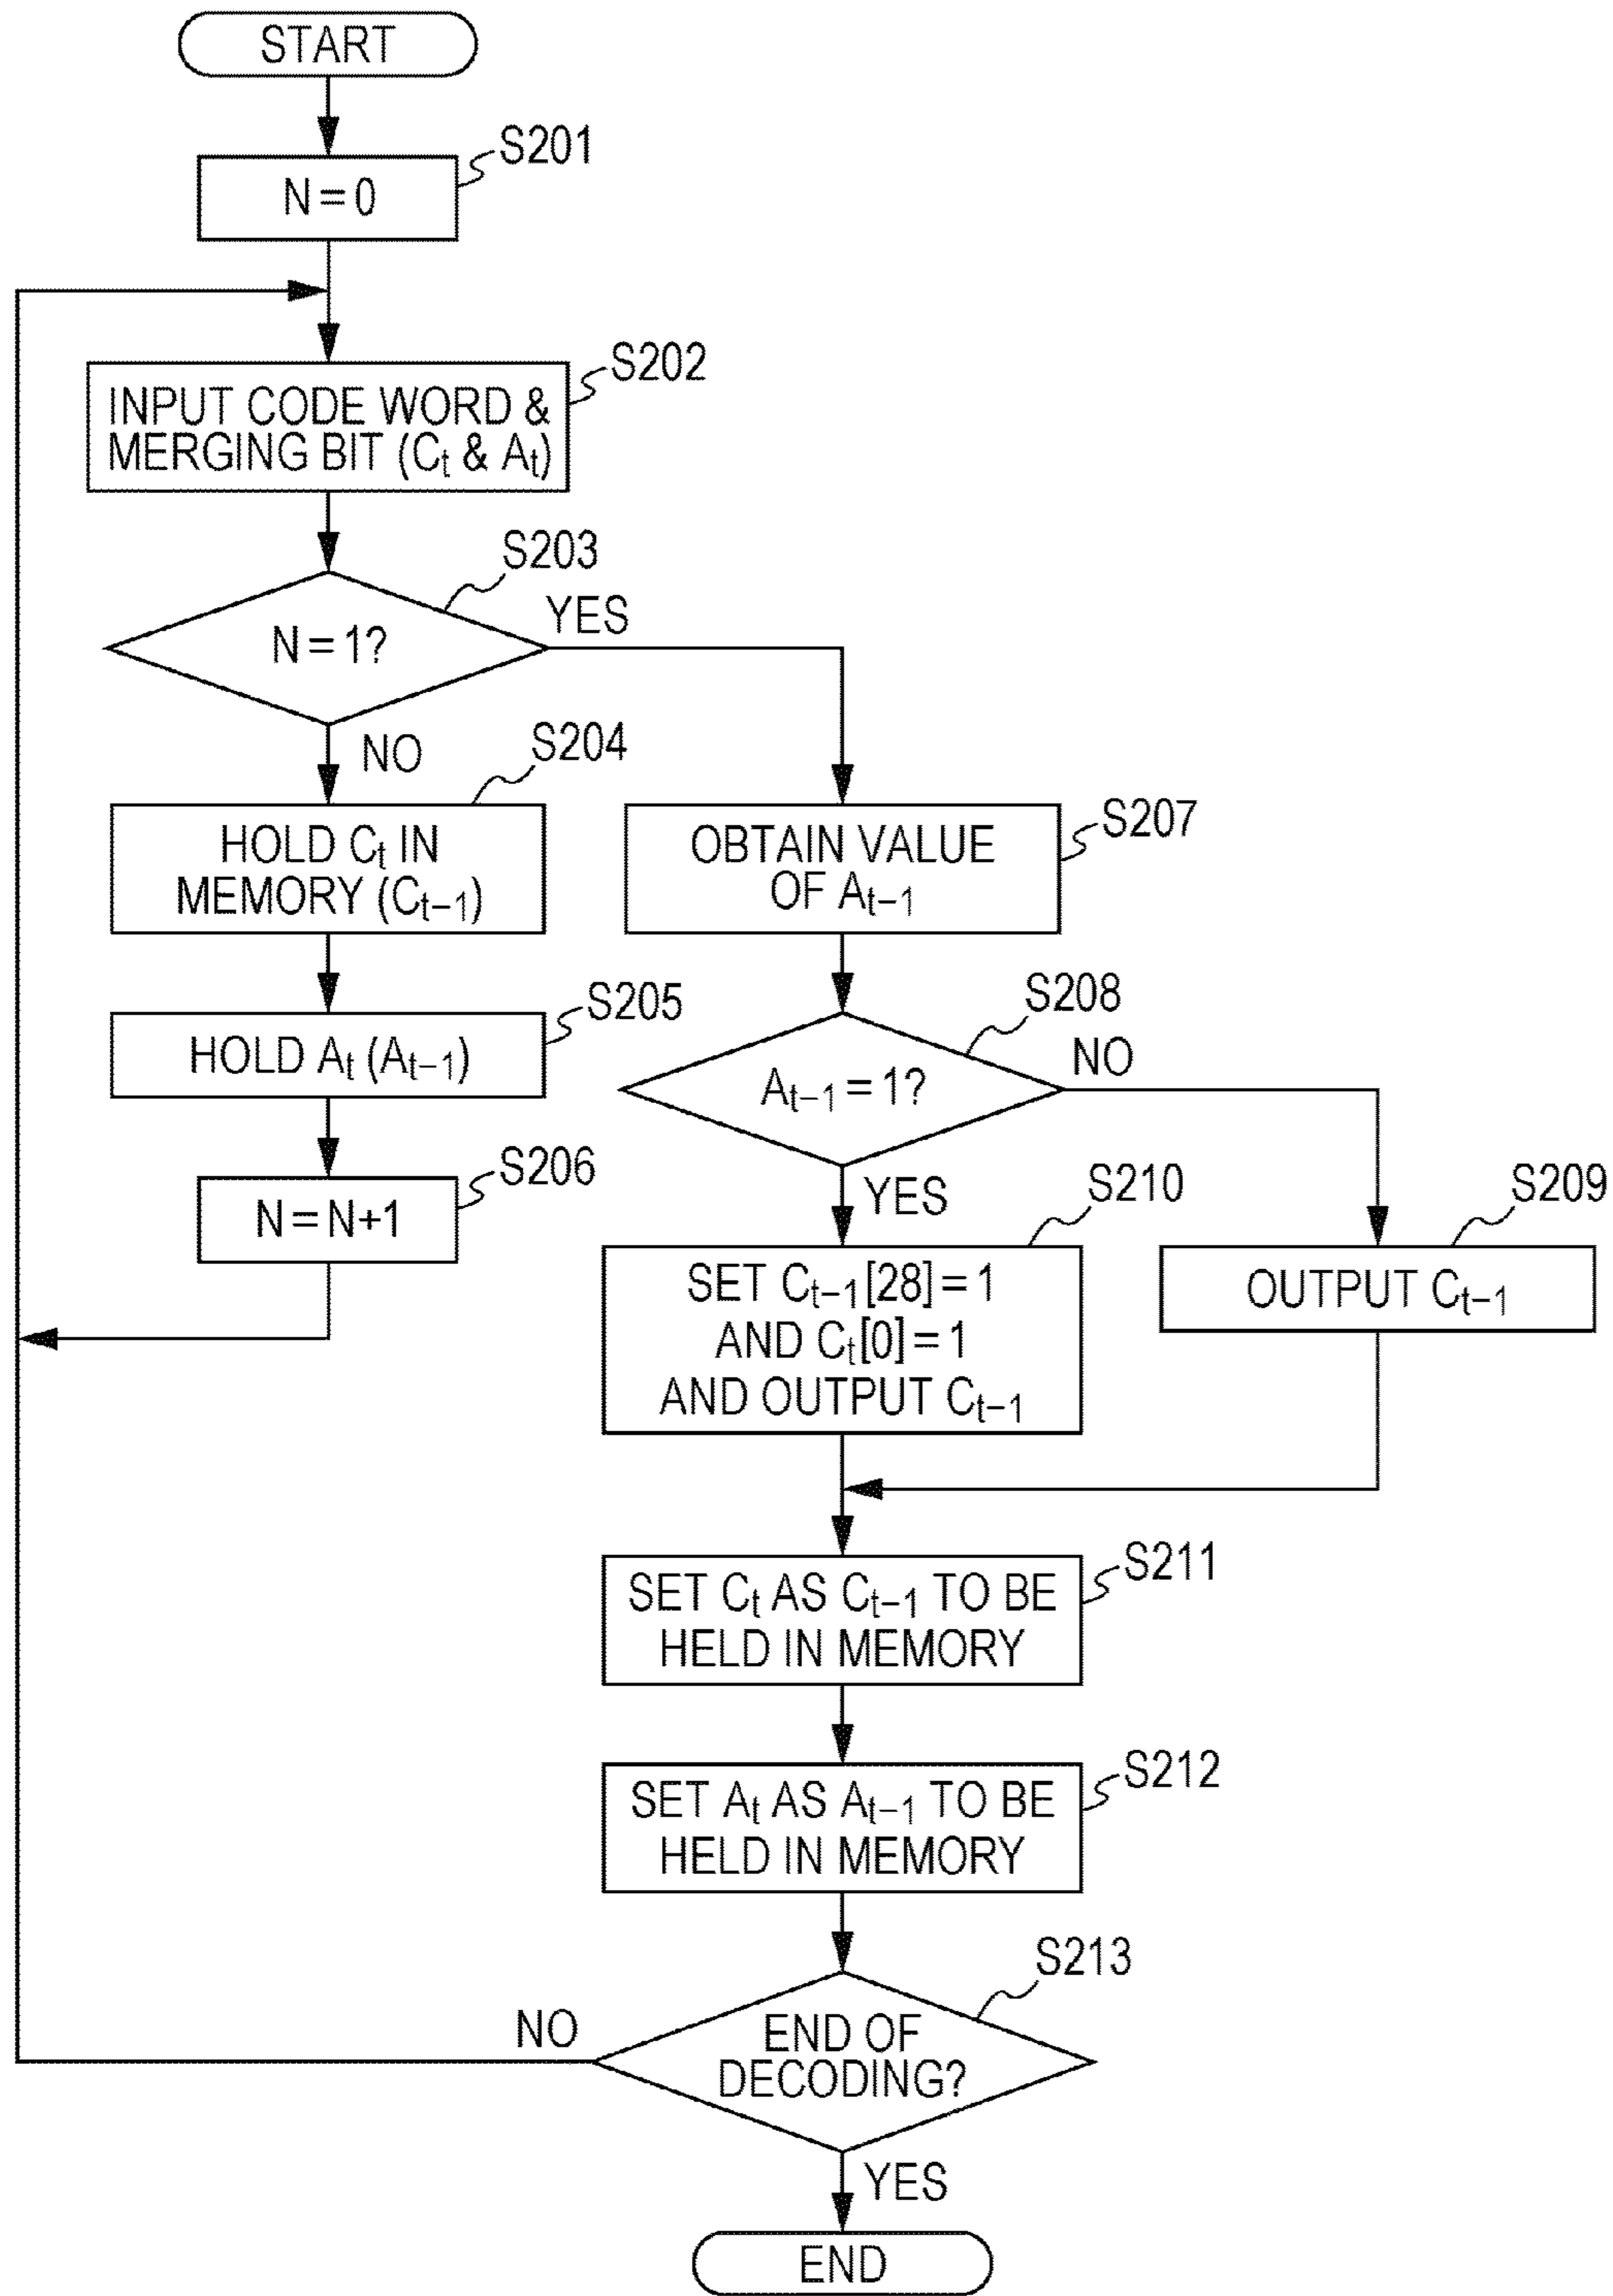 START
S201
N = 0
S202
INPUT CODE WORD &
MERGING BIT (Cₜ & Aₜ)
S203
N = 1?
YES
NO
S204
HOLD Cₜ IN
MEMORY (Cₜ₋₁)
S205
HOLD Aₜ (Aₜ₋₁)
S206
N = N+1
S207
OBTAIN VALUE
OF Aₜ₋₁
S208
Aₜ₋₁ = 1?
NO
YES
S209
OUTPUT Cₜ₋₁
S210
SET Cₜ₋₁ [28] = 1
AND Cₜ [0] = 1
AND OUTPUT Cₜ₋₁
S211
SET Cₜ AS Cₜ₋₁ TO BE
HELD IN MEMORY
S212
SET Aₜ AS Aₜ₋₁ TO BE
HELD IN MEMORY
S213
END OF
DECODING?
NO
YES
END